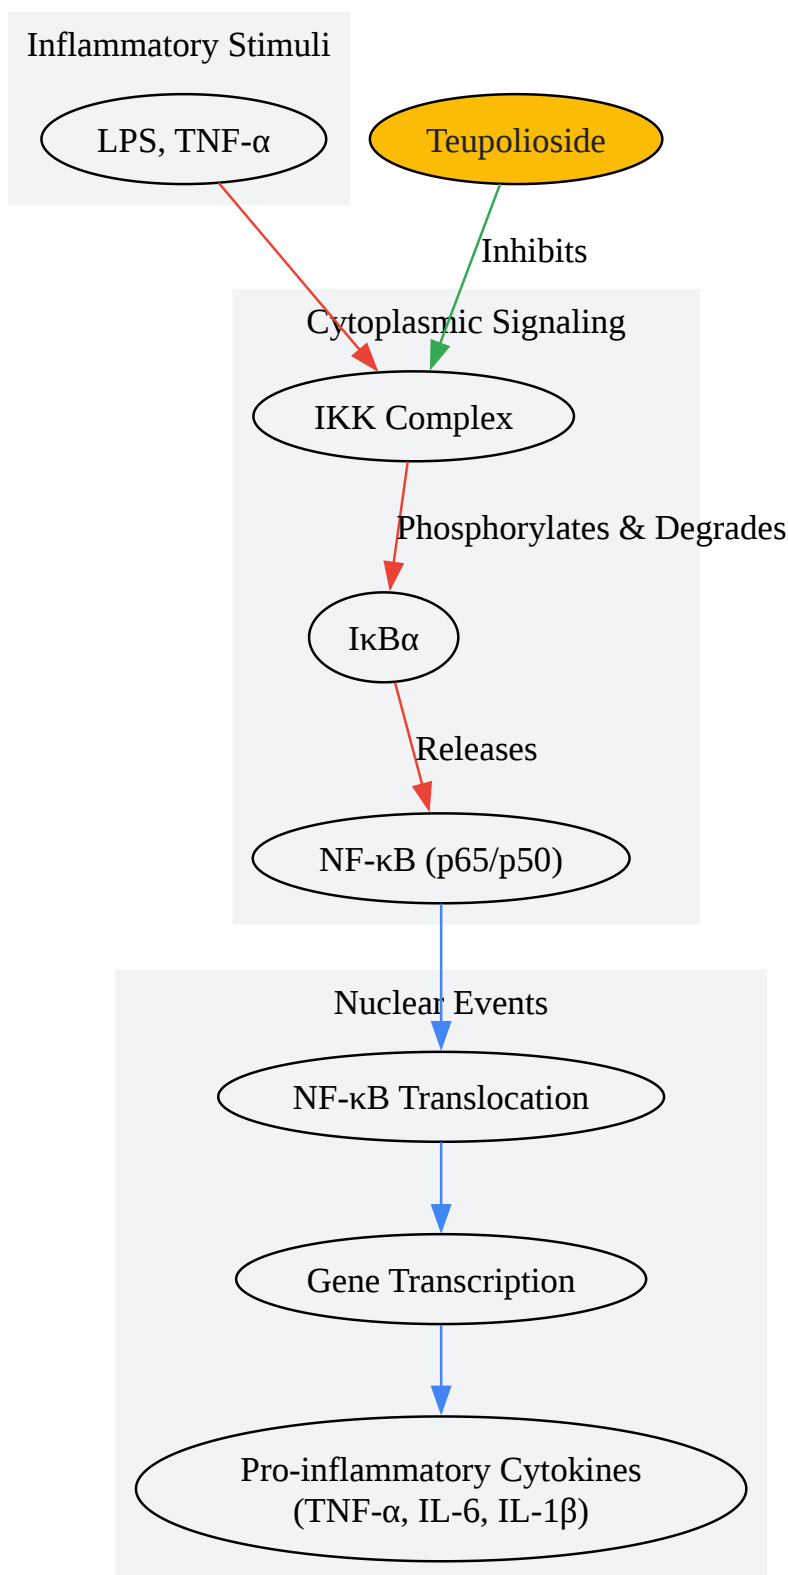 Inflammatory Stimuli
LPS, TNF-α
Teupolioside
Inhibits
Cytoplasmic Signaling
IKK Complex
Phosphorylates & Degrades
IκBα
Releases
NF-κB (p65/p50)
Nuclear Events
NF-κB Translocation
Gene Transcription
Pro-inflammatory Cytokines
(TNF-α, IL-6, IL-1β)